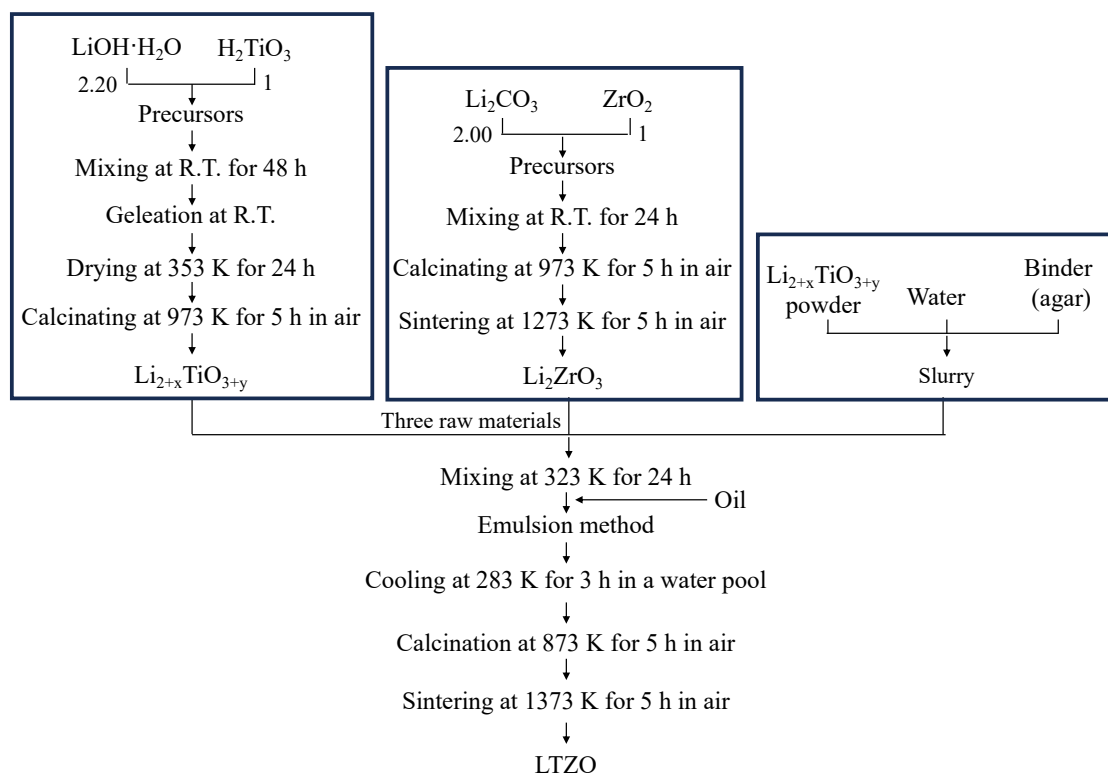 LiOH·H₂O H₂TiO₃
2.20 1
Precursors
Mixing at R.T. for 48 h
Geleation at R.T.
Drying at 353 K for 24 h
Calcinating at 973 K for 5 h in air
Li₂₊ₓTiO₃₊ᵧ
Li₂CO₃ ZrO₂
2.00 1
Precursors
Mixing at R.T. for 24 h
Calcinating at 973 K for 5 h in air
Sintering at 1273 K for 5 h in air
Li₂ZrO₃
Li₂₊ₓTiO₃₊ᵧ
powder
Water
Binder
(agar)
Slurry
Three raw materials
Mixing at 323 K for 24 h
Oil
Emulsion method
Cooling at 283 K for 3 h in a water pool
Calcination at 873 K for 5 h in air
Sintering at 1373 K for 5 h in air
LTZO